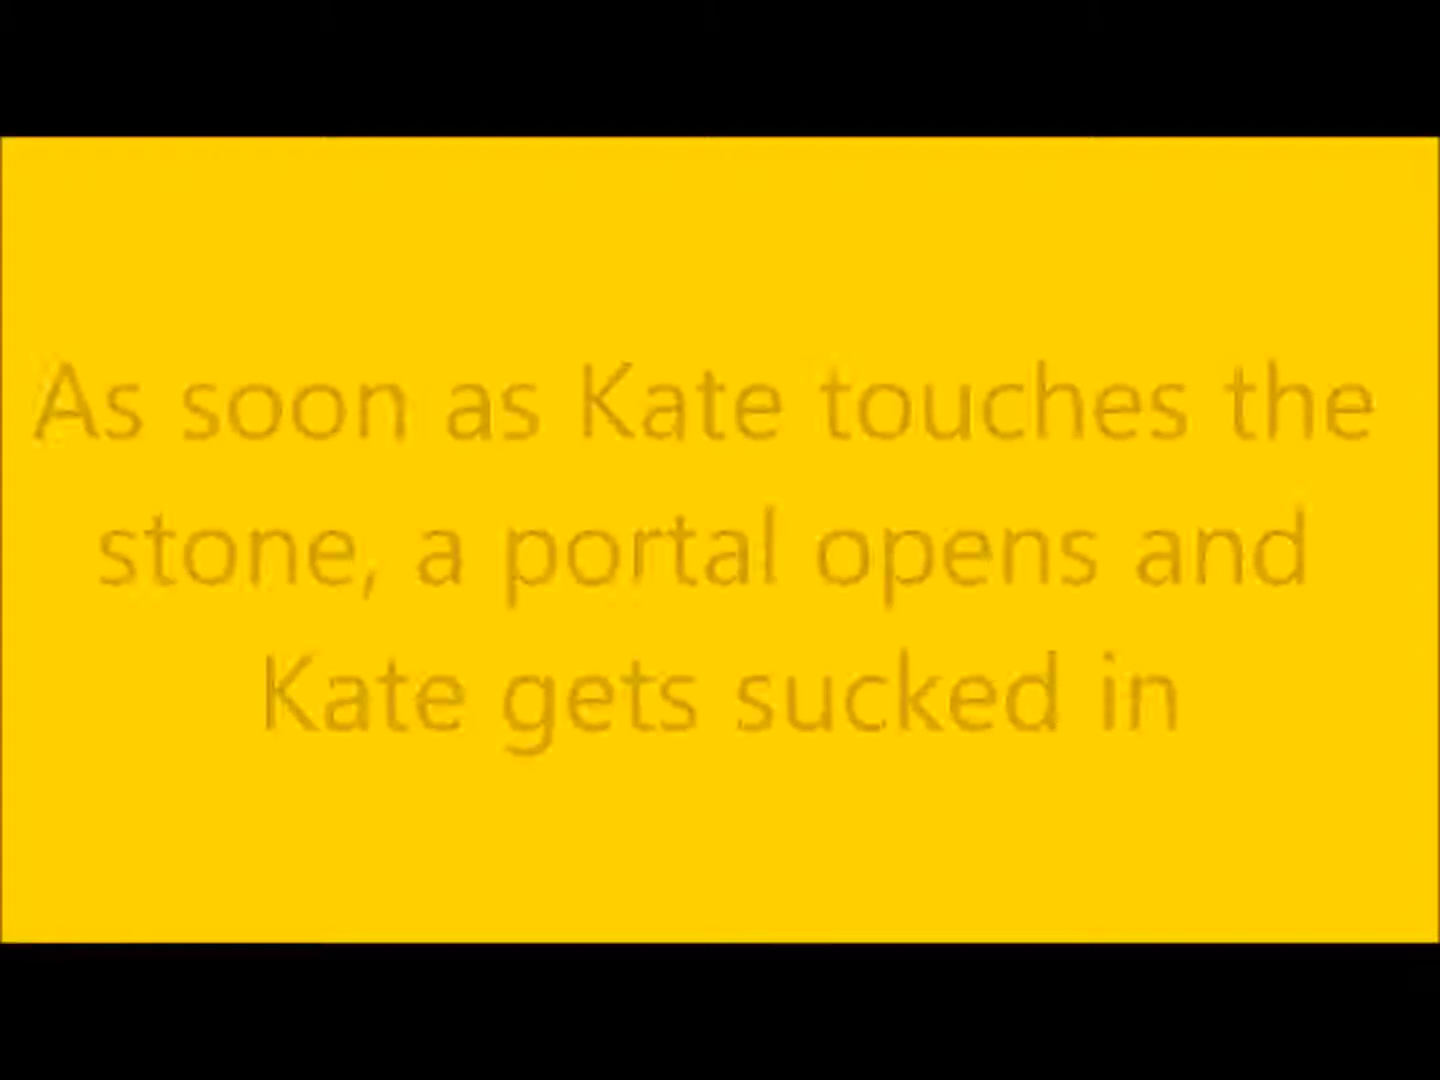 As soon as Kate touches the
stone, a portal opens and
Kate gets sucked in